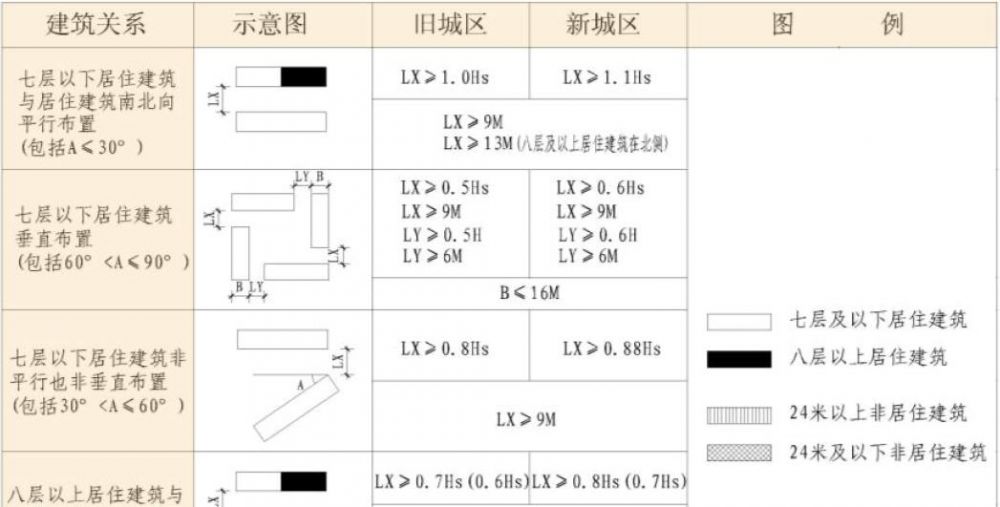 建筑关系 示意图 旧城区 新城区 图 例
七层以下居住建筑
与居住建筑南北向
平行布置
(包括A≤30°)
LX
LX≥1.0Hs LX≥1.1Hs
LX≥9M
LX≥13M(八层及以上居住建筑在北侧)
七层以下居住建筑
垂直布置
(包括60°<A≤90°)
LY B
LX
LX
B LY
LX≥0.5Hs LX≥0.6Hs
LX≥9M LX≥9M
LY≥0.5H LY≥0.6H
LY≥6M LY≥6M
B≤16M
七层以下居住建筑非
平行也非垂直布置
(包括30°<A≤60°)
LX
A
LX≥0.8Hs LX≥0.88Hs
LX≥9M
七层及以下居住建筑
八层以上居住建筑
24米以上非居住建筑
24米及以下非居住建筑
八层以上居住建筑与
LX
LX≥0.7Hs(0.6Hs) LX≥0.8Hs(0.7Hs)